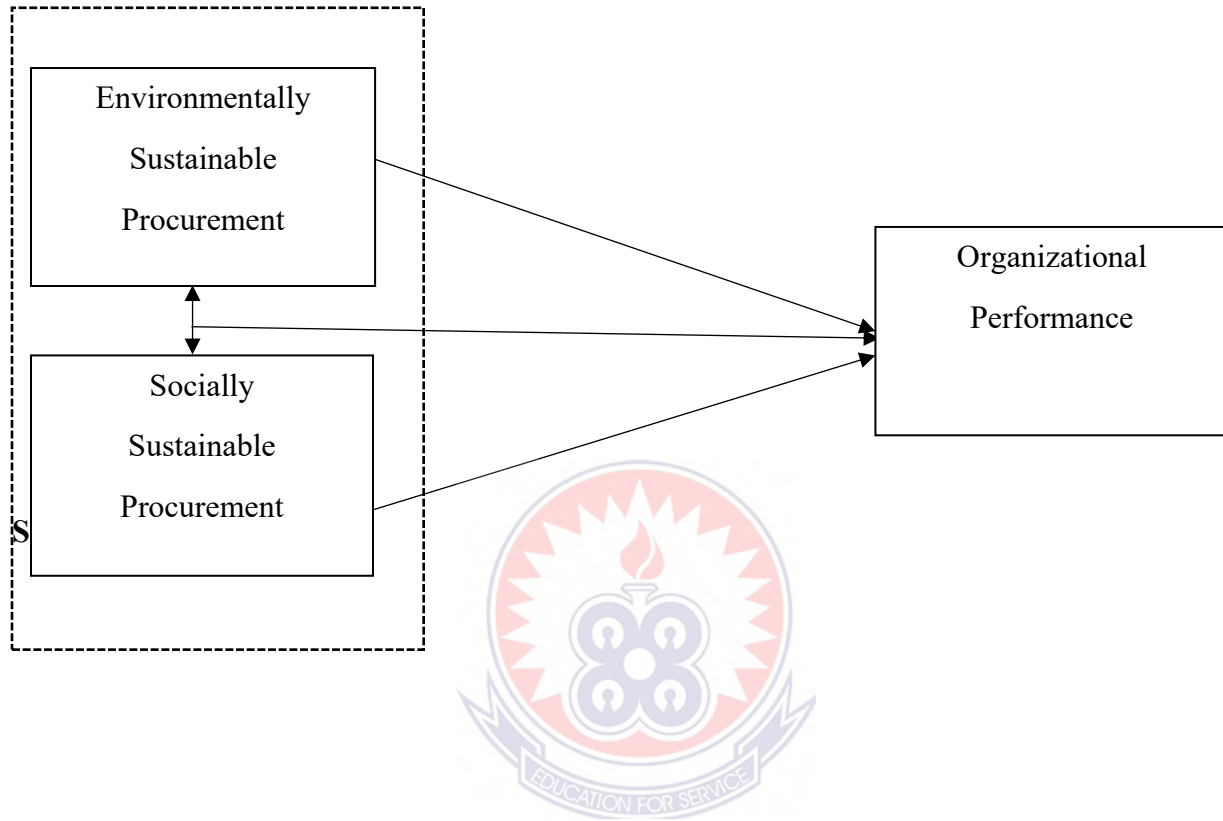 Environmentally
Sustainable
Procurement
Organizational
Performance
Socially
Sustainable
Procurement
S
EDUCATION FOR SERVICE